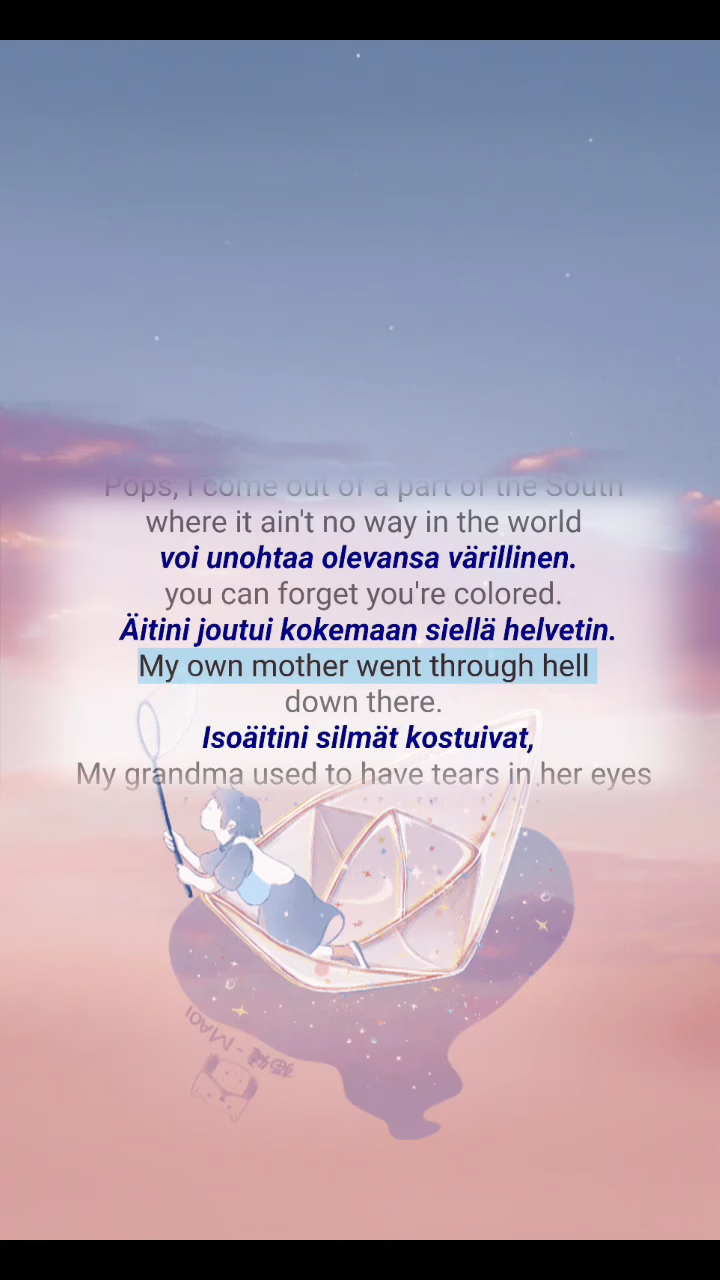 Pops, I come out of a part of the South
where it ain't no way in the world
voi unohtaa olevansa värillinen.
you can forget you're colored.
Äitini joutui kokemaan siellä helvetin.
My own mother went through hell
down there.
Isoäitini silmät kostuivat,
My grandma used to have tears in her eyes
MAOI